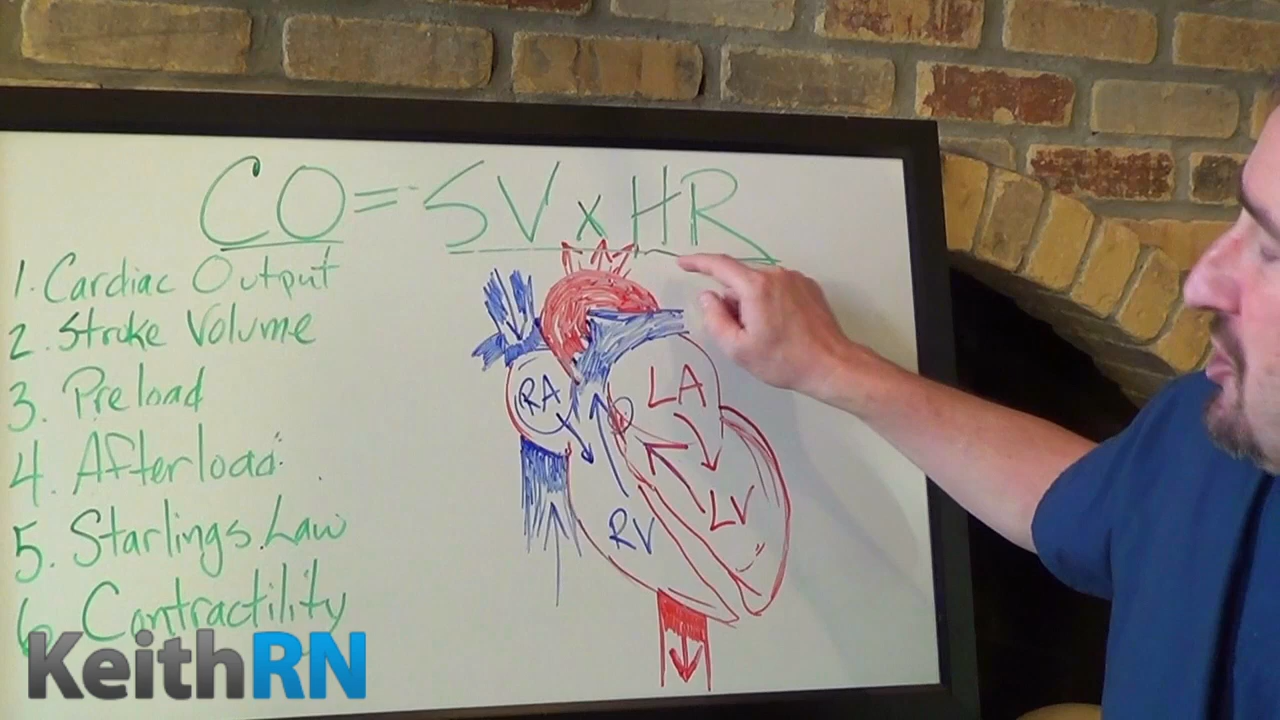 CO = SV x HR
1. Cardiac Output
2. Stroke Volume
3. Preload
4. Afterload
5. Starlings Law
6. Contractility
RA
LA
RV
LV
KeithRN